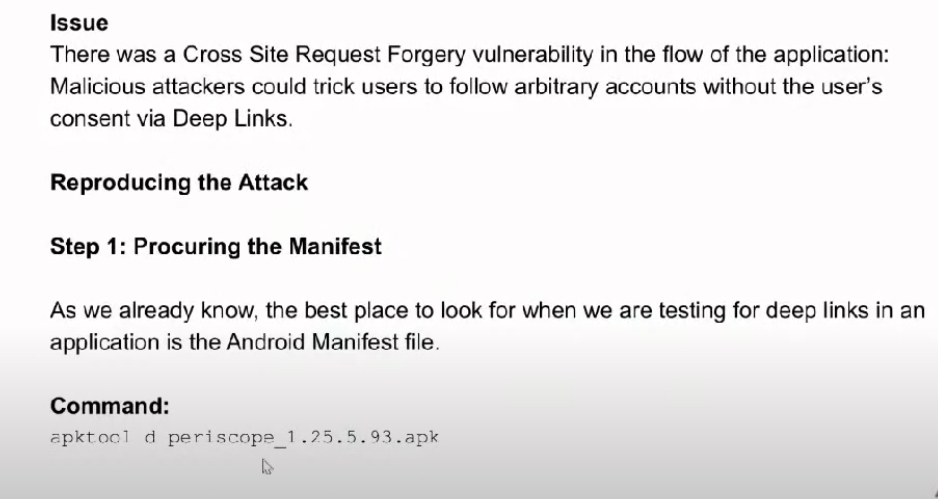 Issue
There was a Cross Site Request Forgery vulnerability in the flow of the application:
Malicious attackers could trick users to follow arbitrary accounts without the user's
consent via Deep Links.
Reproducing the Attack
Step 1: Procuring the Manifest
As we already know, the best place to look for when we are testing for deep links in an
application is the Android Manifest file.
Command:
apktool d periscope_1.25.5.93.apk